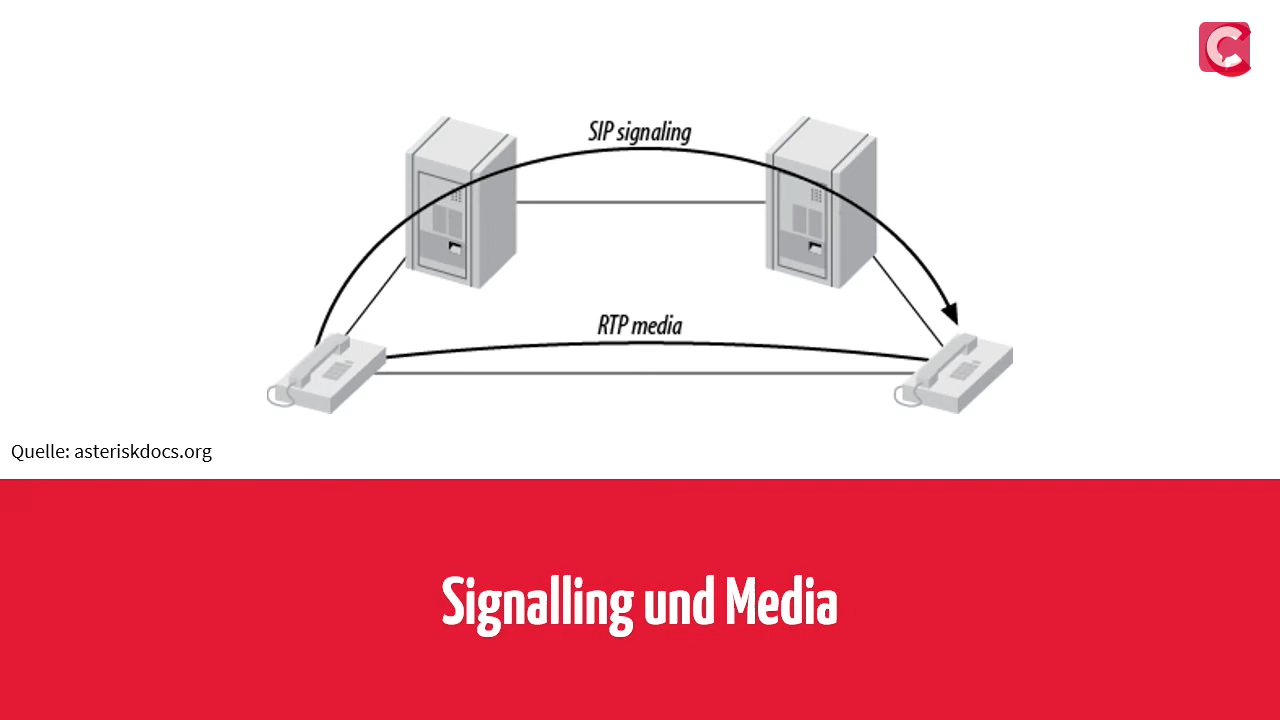 SIP signaling
RTP media
Quelle: asteriskdocs.org
Signalling und Media